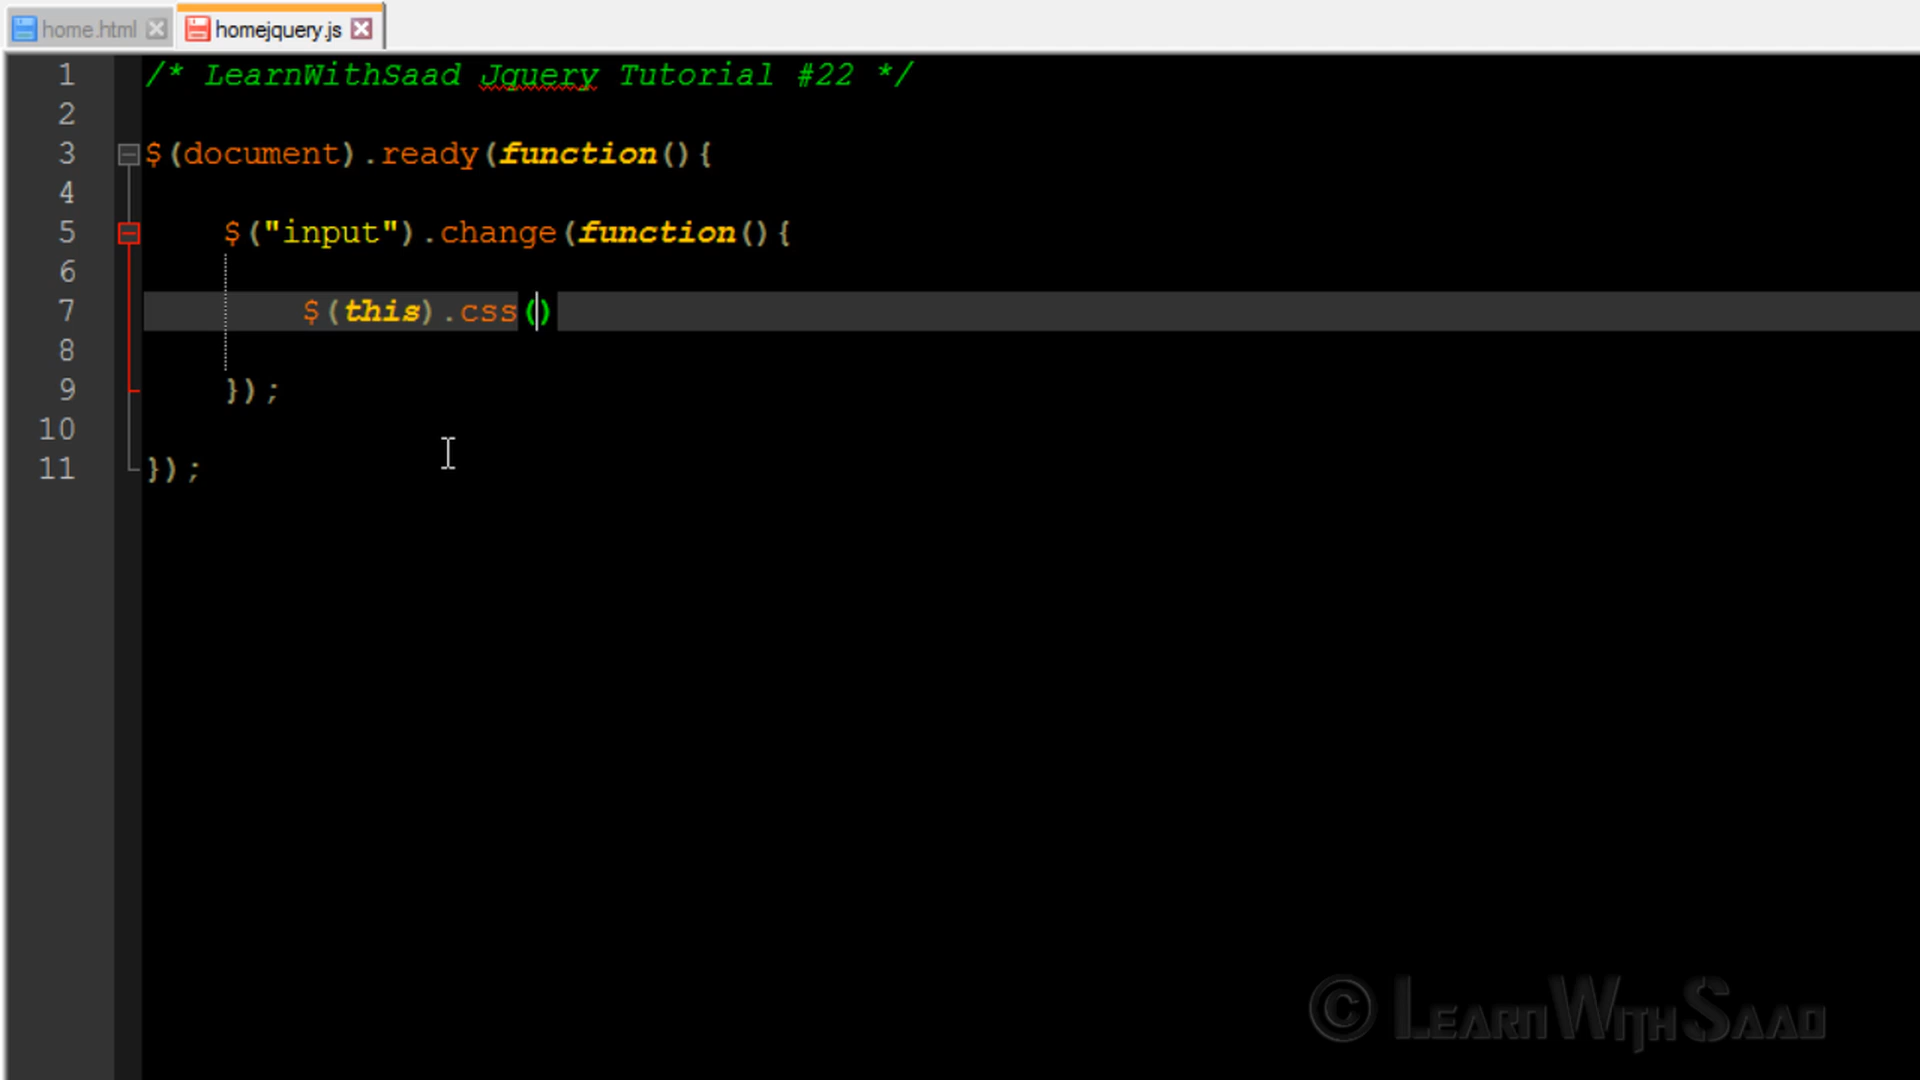 home.html homejquery.js
1 /* LearnWithSaad Jquery Tutorial #22 */
2
3 $(document).ready(function(){
4
5 $("input").change(function(){
6
7 $(this).css()
8
9 });
10
11 });
© LearnWithSaad